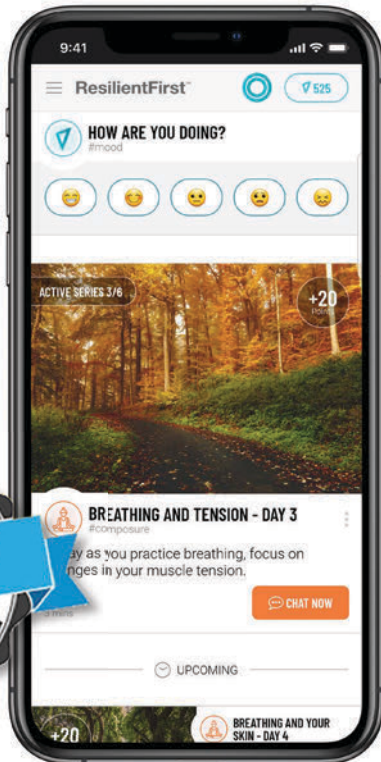 9:41
ResilientFirst™
525
HOW ARE YOU DOING?
#mood
ACTIVE SERIES 3/6
+20
Points
BREATHING AND TENSION - DAY 3
#composure
as you practice breathing, focus on
in your muscle tension.
CHAT NOW
UPCOMING
+20
BREATHING AND YOUR
SKIN - DAY 4